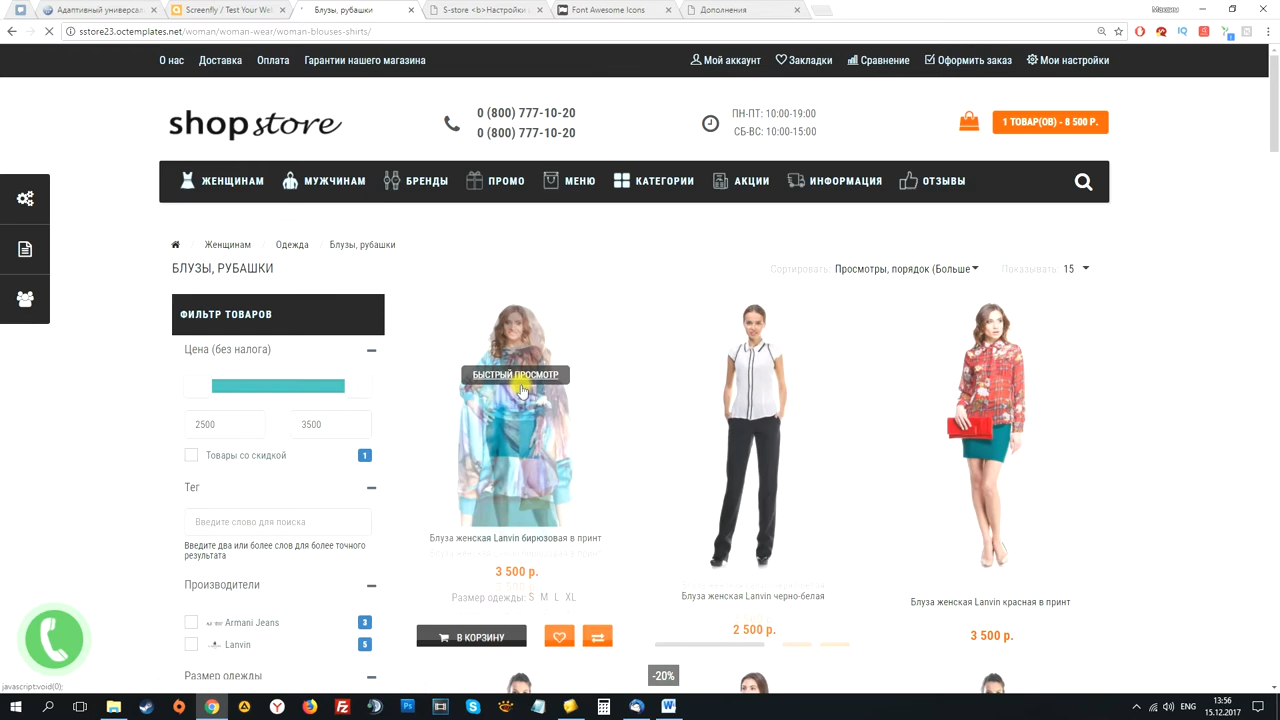 Адаптивный универсаль
Screenfly / Test Your Web
Блузы, рубашки
S-store <b>Настройки
Font Awesome Icons
Дополнения
sstore23.octemplates.net/woman/woman-wear/woman-blouses-shirts/
О нас Доставка Оплата Гарантии нашего магазина Мой аккаунт Закладки Сравнение Оформить заказ Мои настройки
shop store
0 (800) 777-10-20
0 (800) 777-10-20
ПН-ПТ: 10:00-19:00
СБ-ВС: 10:00-15:00
1 ТОВАР(ОВ) - 8 500 Р.
ЖЕНЩИНАМ МУЖЧИНАМ БРЕНДЫ ПРОМО МЕНЮ КАТЕГОРИИ АКЦИИ ИНФОРМАЦИЯ ОТЗЫВЫ
Женщинам / Одежда / Блузы, рубашки
БЛУЗЫ, РУБАШКИ
Сортировать: Просмотры, порядок (Больше
Показывать: 15
ФИЛЬТР ТОВАРОВ
Цена (без налога)
2500 3500
Товары со скидкой 1
Тег
Введите слово для поиска
Введите два или более слов для более точного
результата
Производители
Armani Jeans 3
Lanvin 5
Размер одежды
БЫСТРЫЙ ПРОСМОТР
Блуза женская Lanvin бирюзовая в принт
3 500 р.
Размер одежды: S M L XL
В КОРЗИНУ
Блуза женская Lanvin черно-белая
2 500 р.
Блуза женская Lanvin красная в принт
3 500 р.
-20%
javascript:void(0);
ENG
13:56
15.12.2017